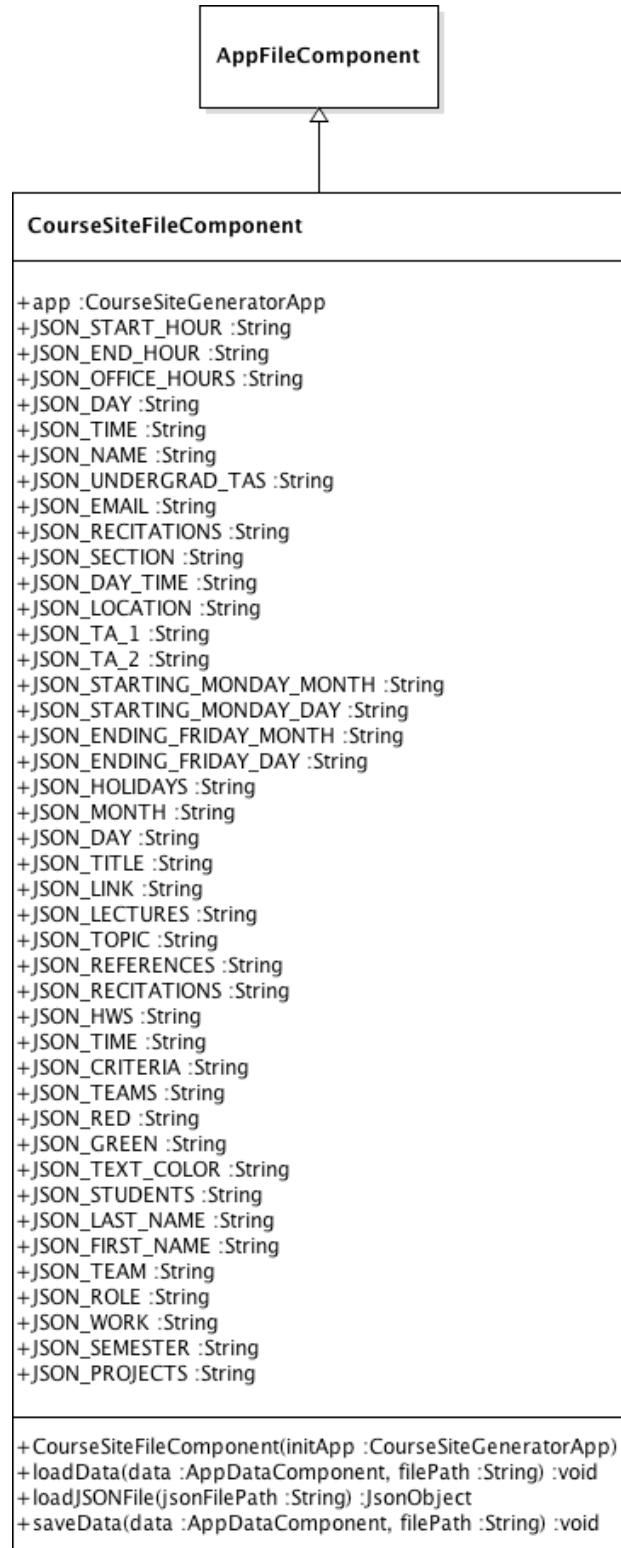 AppFileComponent
CourseSiteFileComponent
+app :CourseSiteGeneratorApp
+JSON_START_HOUR :String
+JSON_END_HOUR :String
+JSON_OFFICE_HOURS :String
+JSON_DAY :String
+JSON_TIME :String
+JSON_NAME :String
+JSON_UNDERGRAD_TAS :String
+JSON_EMAIL :String
+JSON_RECITATIONS :String
+JSON_SECTION :String
+JSON_DAY_TIME :String
+JSON_LOCATION :String
+JSON_TA_1 :String
+JSON_TA_2 :String
+JSON_STARTING_MONDAY_MONTH :String
+JSON_STARTING_MONDAY_DAY :String
+JSON_ENDING_FRIDAY_MONTH :String
+JSON_ENDING_FRIDAY_DAY :String
+JSON_HOLIDAYS :String
+JSON_MONTH :String
+JSON_DAY :String
+JSON_TITLE :String
+JSON_LINK :String
+JSON_LECTURES :String
+JSON_TOPIC :String
+JSON_REFERENCES :String
+JSON_RECITATIONS :String
+JSON_HWS :String
+JSON_TIME :String
+JSON_CRITERIA :String
+JSON_TEAMS :String
+JSON_RED :String
+JSON_GREEN :String
+JSON_TEXT_COLOR :String
+JSON_STUDENTS :String
+JSON_LAST_NAME :String
+JSON_FIRST_NAME :String
+JSON_TEAM :String
+JSON_ROLE :String
+JSON_WORK :String
+JSON_SEMESTER :String
+JSON_PROJECTS :String
+CourseSiteFileComponent(initApp :CourseSiteGeneratorApp)
+loadData(data :AppDataComponent, filePath :String) :void
+loadJSONFile(jsonFilePath :String) :JsonObject
+saveData(data :AppDataComponent, filePath :String) :void